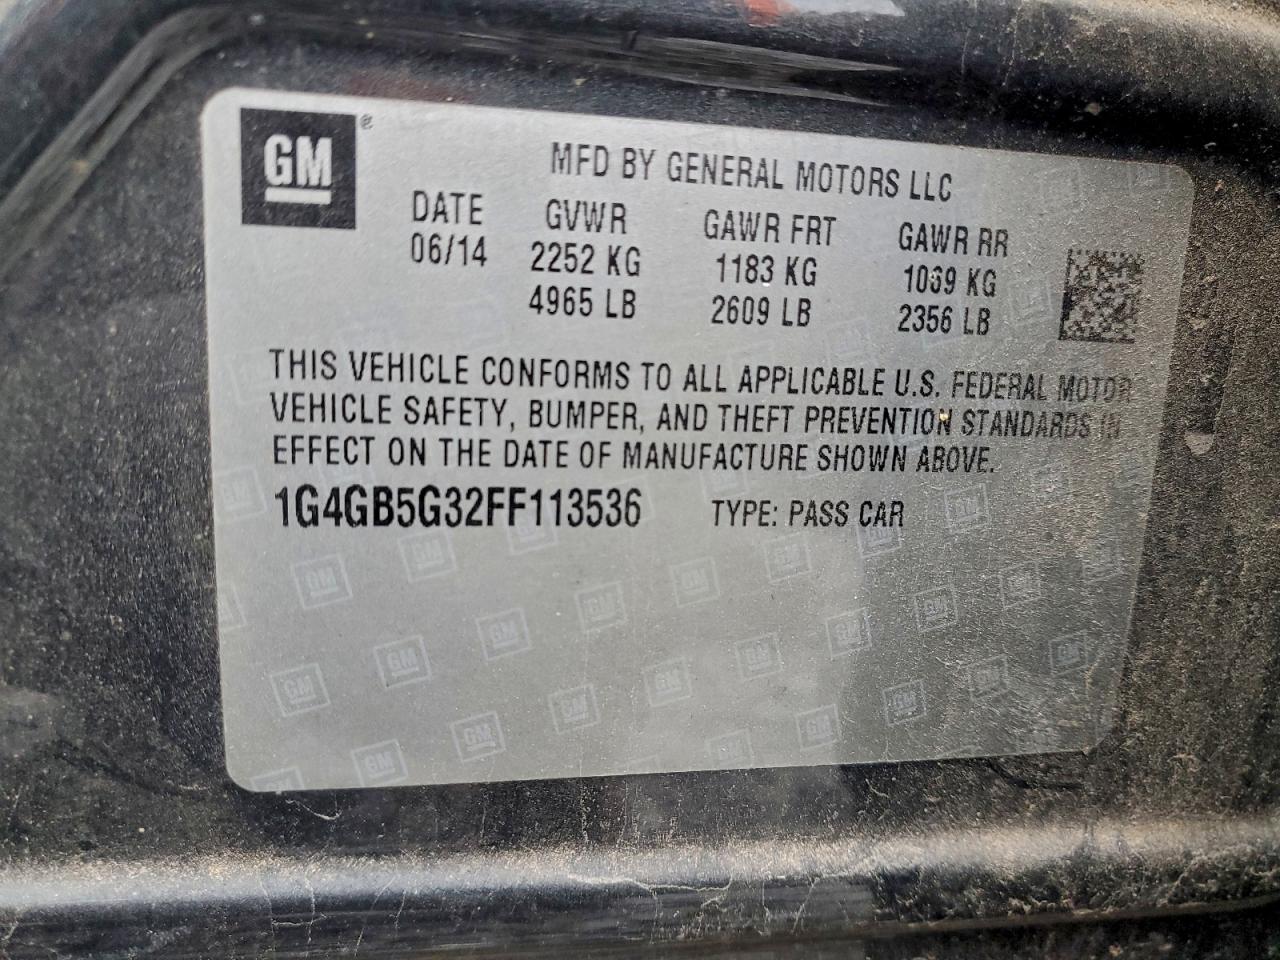 GM®
MFD BY GENERAL MOTORS LLC
DATE GVWR GAWR FRT GAWR RR
06/14 2252 KG 1183 KG 1069 KG
4965 LB 2609 LB 2356 LB
THIS VEHICLE CONFORMS TO ALL APPLICABLE U.S. FEDERAL MOTOR
VEHICLE SAFETY, BUMPER, AND THEFT PREVENTION STANDARDS IN
EFFECT ON THE DATE OF MANUFACTURE SHOWN ABOVE.
1G4GB5G32FF113536 TYPE: PASS CAR